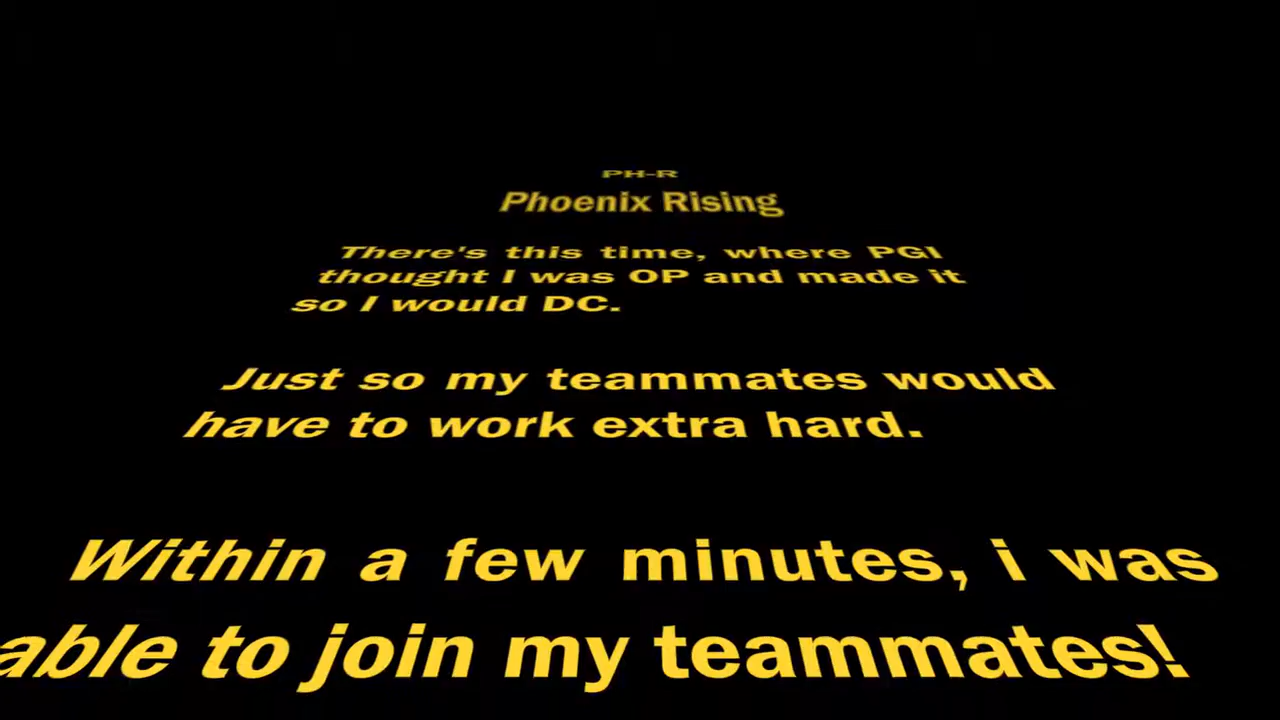 PH-R
Phoenix Rising
There's this time, where PGI
thought I was OP and made it
so I would DC.
Just so my teammates would
have to work extra hard.
Within a few minutes, i was
able to join my teammates!